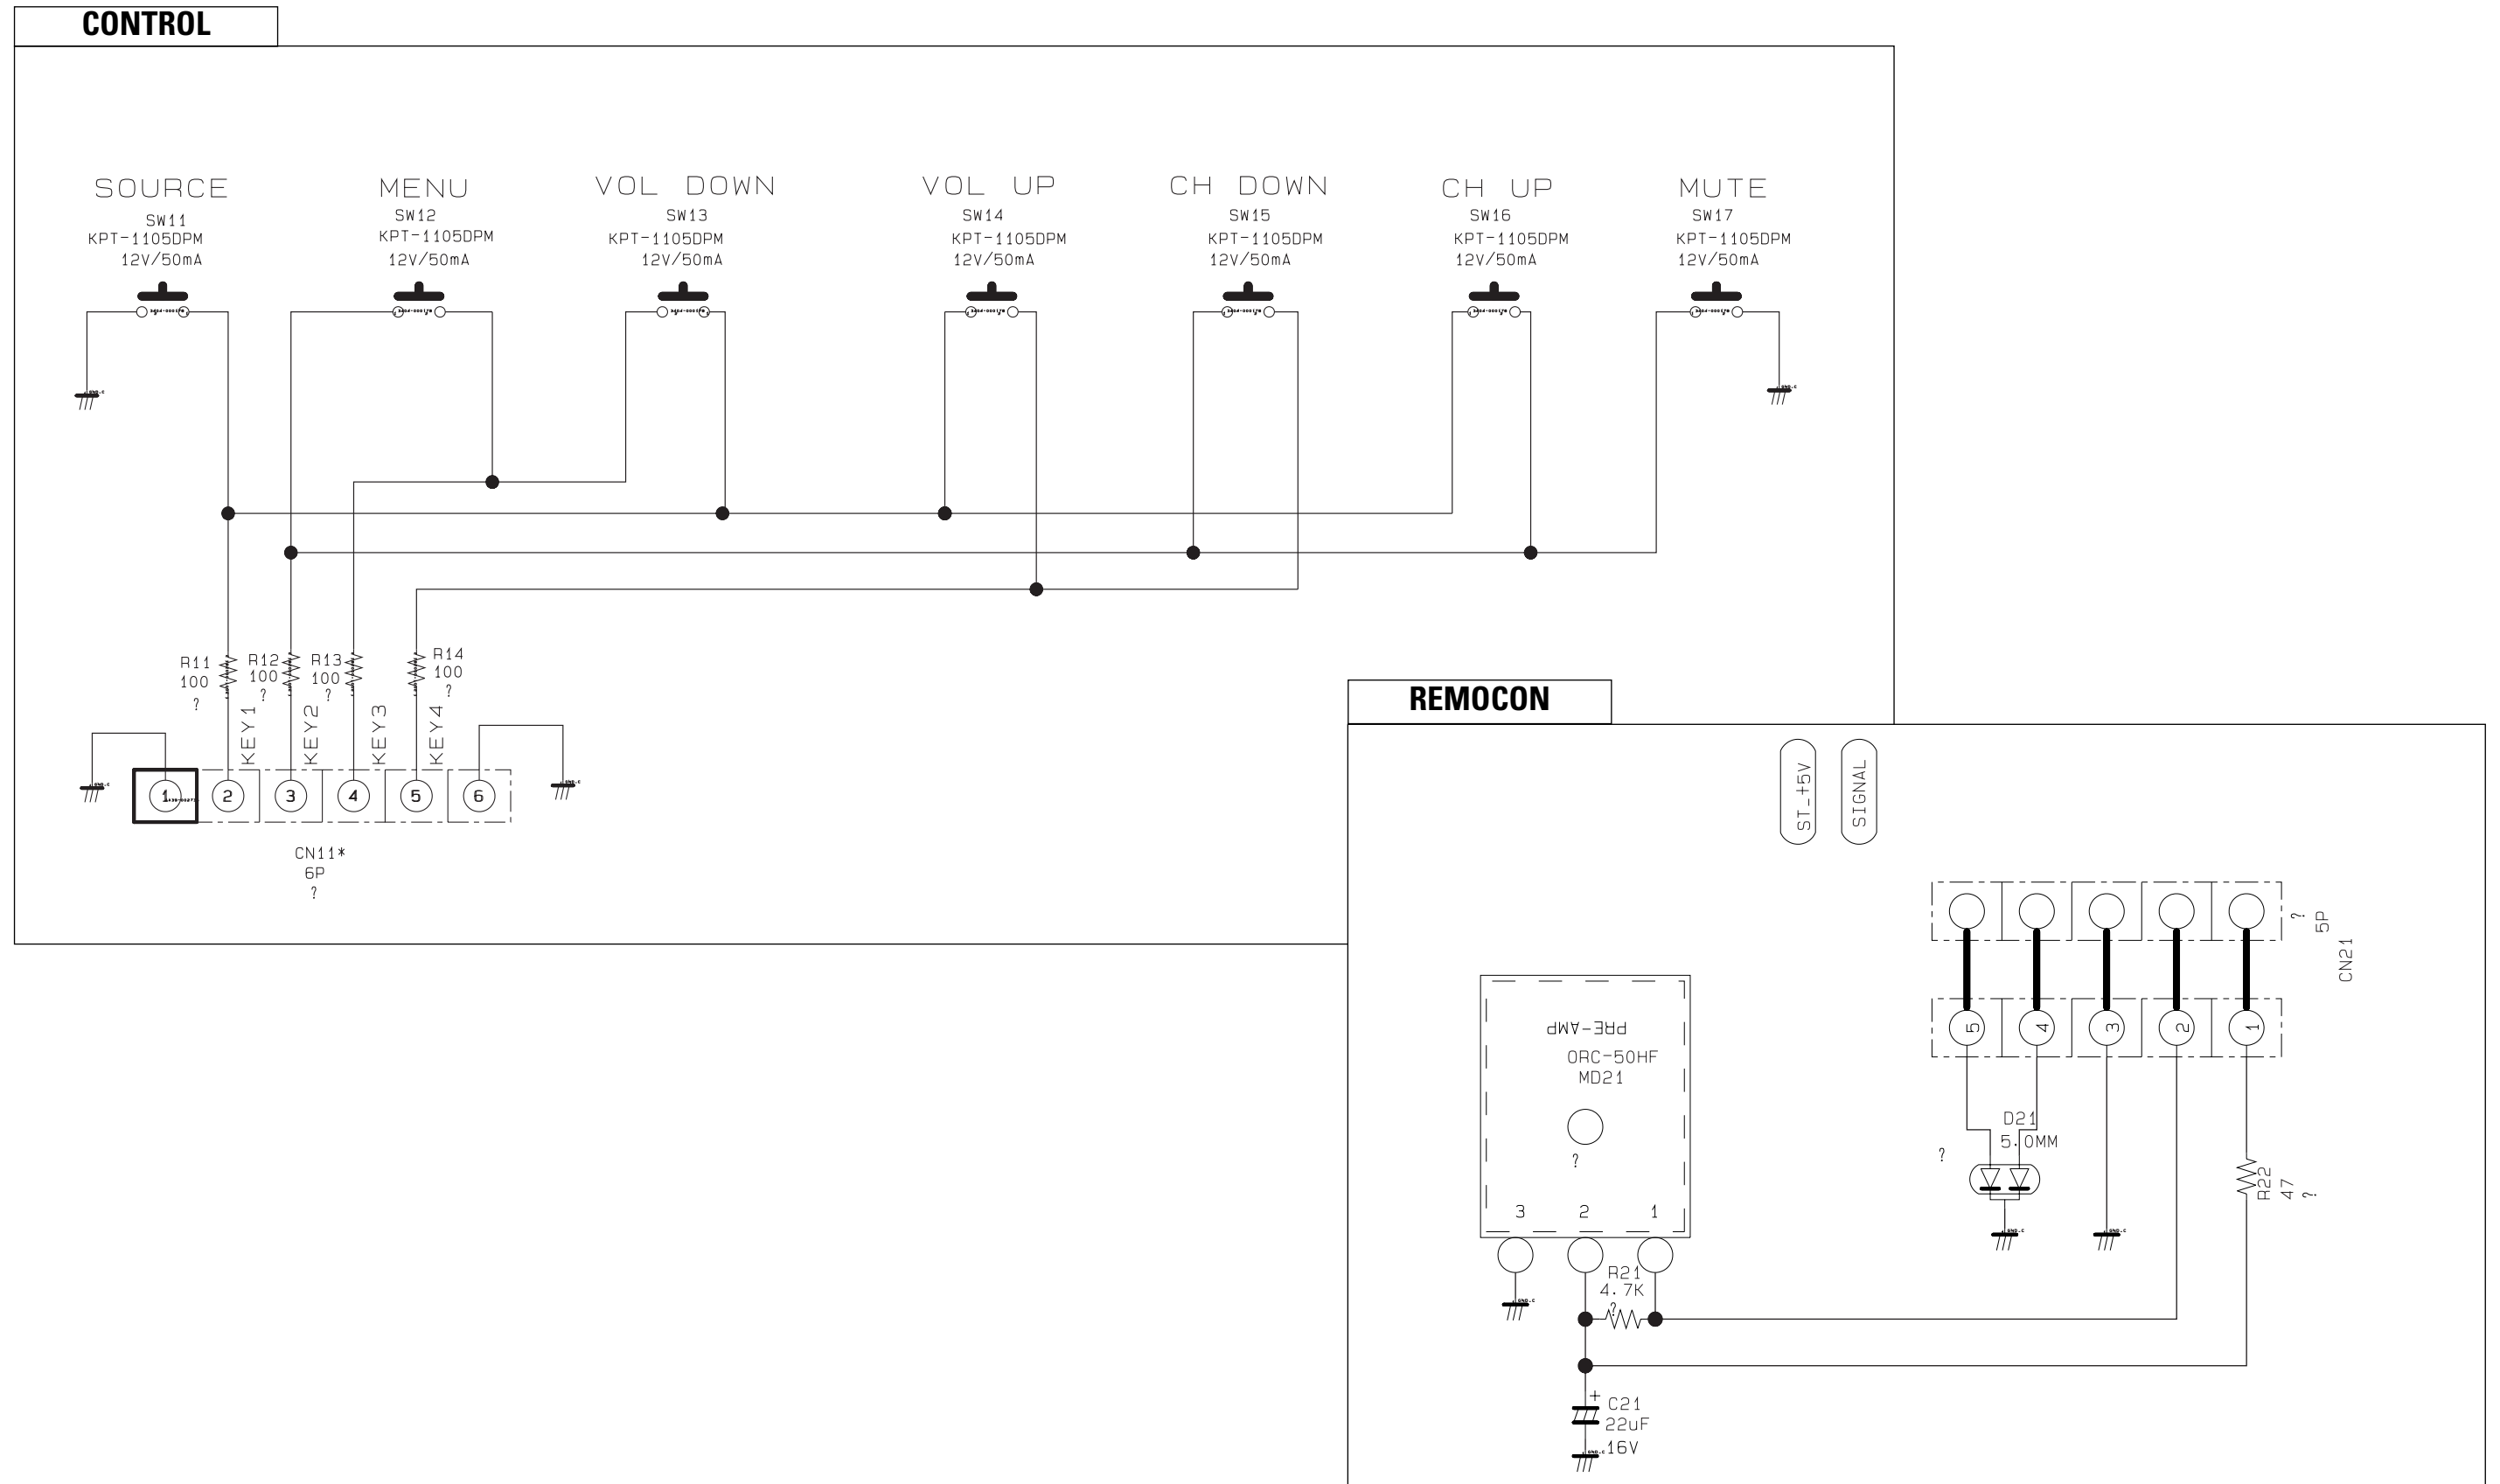 CONTROL
SOURCE
SW11
KPT-1105DPM
12V/50mA
MENU
SW12
KPT-1105DPM
12V/50mA
VOL DOWN
SW13
KPT-1105DPM
12V/50mA
VOL UP
SW14
KPT-1105DPM
12V/50mA
CH DOWN
SW15
KPT-1105DPM
12V/50mA
CH UP
SW16
KPT-1105DPM
12V/50mA
MUTE
SW17
KPT-1105DPM
12V/50mA
R11
100
?
R12
100
?
R13
100
?
R14
100
?
KEY1
KEY2
KEY3
KEY4
1
2
3
4
5
6
CN11*
6P
?
REMOCON
ST_+5V
SIGNAL
?
5P
CN21
5
4
3
2
1
PRE-AMP
ORC-50HF
MD21
?
3
2
1
D21
5.0MM
?
R22
47
?
R21
4.7K
?
+
C21
22uF
16V